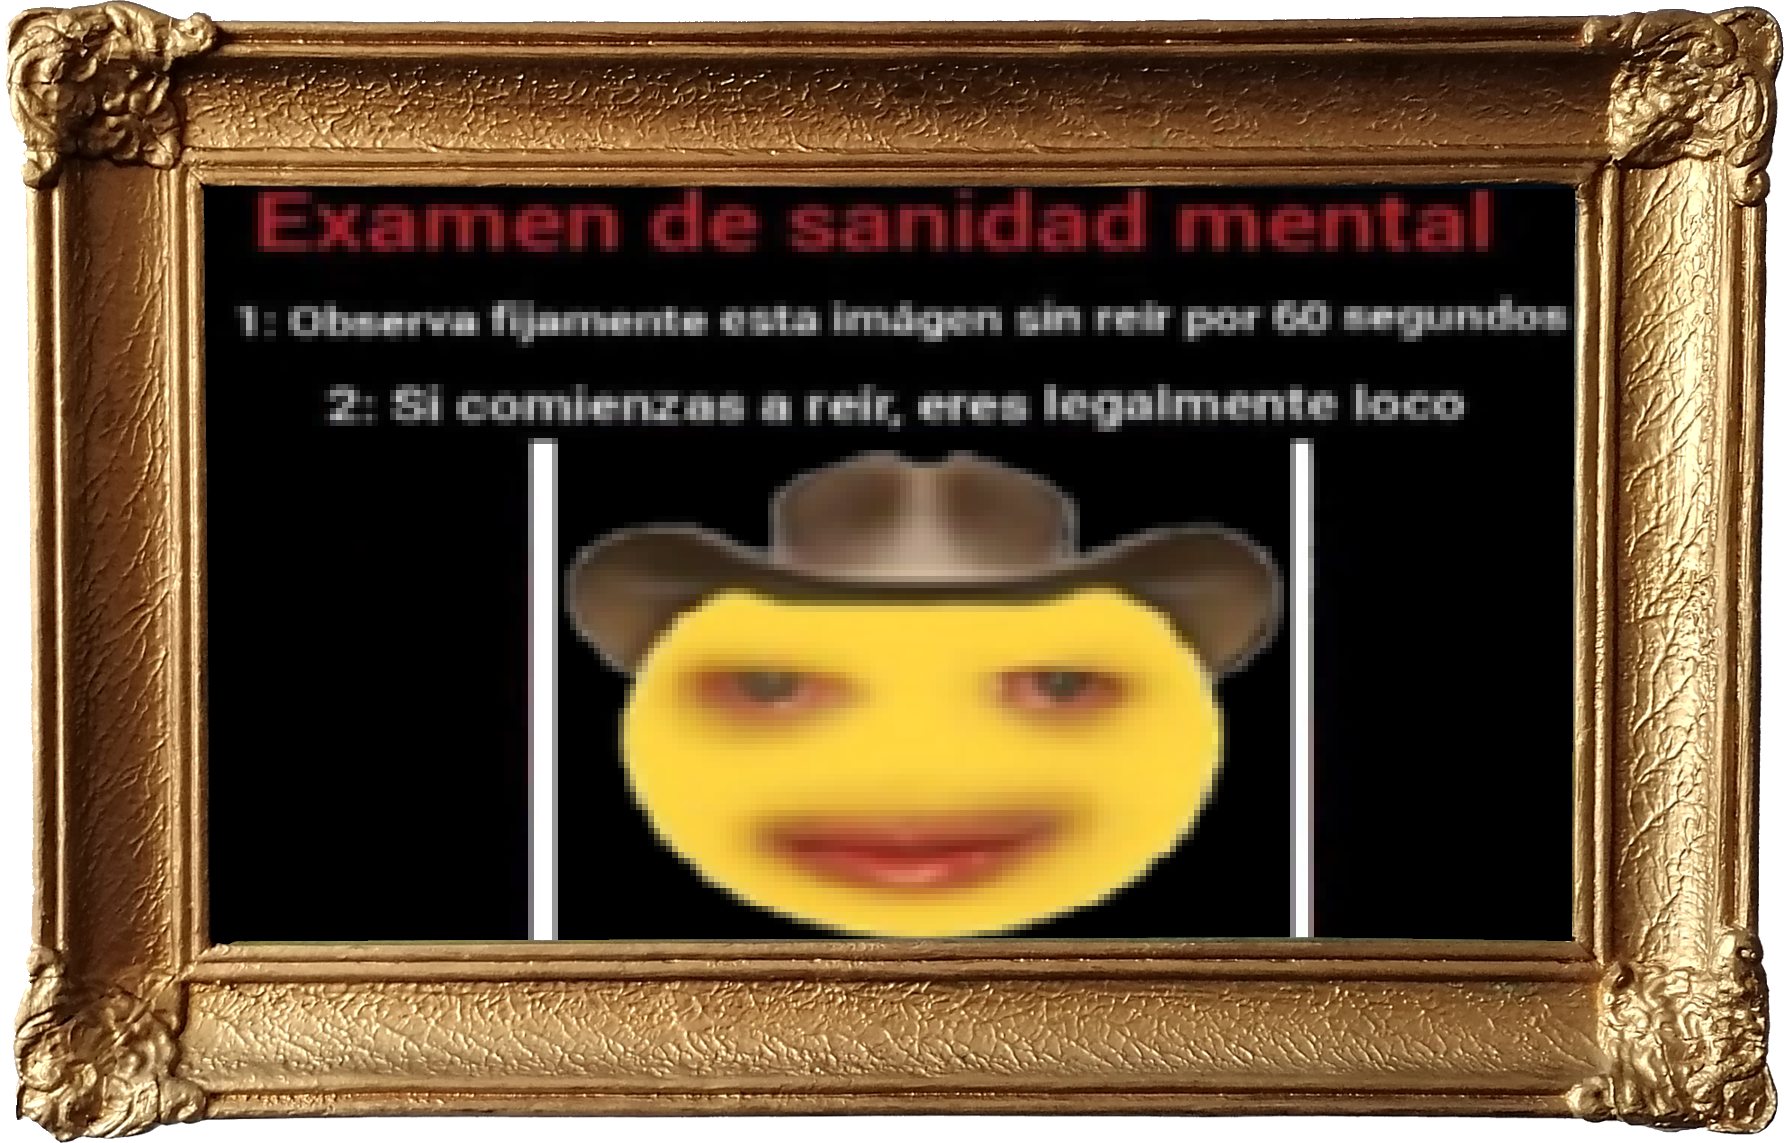 Examen de sanidad mental
1: Observa fijamente esta imágen sin reir por 60 segundos
2: Si comienzas a reir, eres legalmente loco